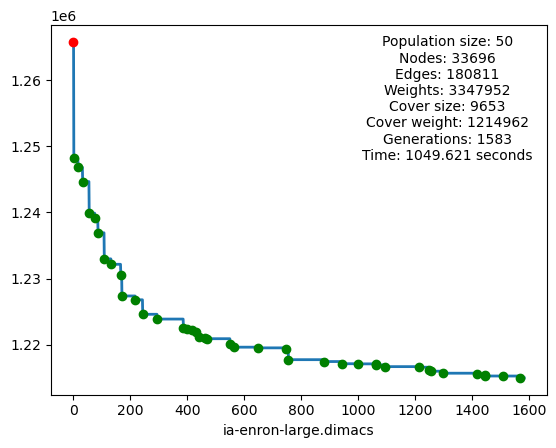 1e6
Population size: 50
Nodes: 33696
Edges: 180811
Weights: 3347952
Cover size: 9653
Cover weight: 1214962
Generations: 1583
Time: 1049.621 seconds
1.26
1.25
1.24
1.23
1.22
0 200 400 600 800 1000 1200 1400 1600
ia-enron-large.dimacs